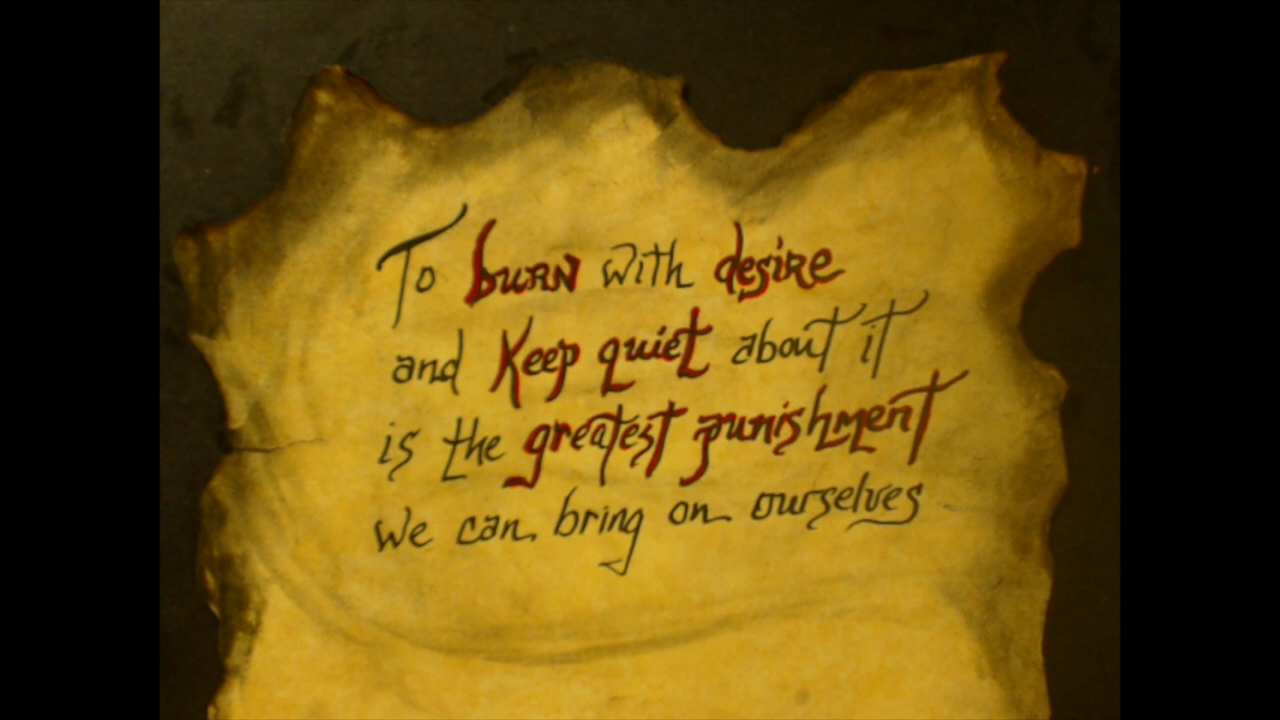 To burn with desire
and Keep quiet about it
is the greatest punishment
we can bring on ourselves